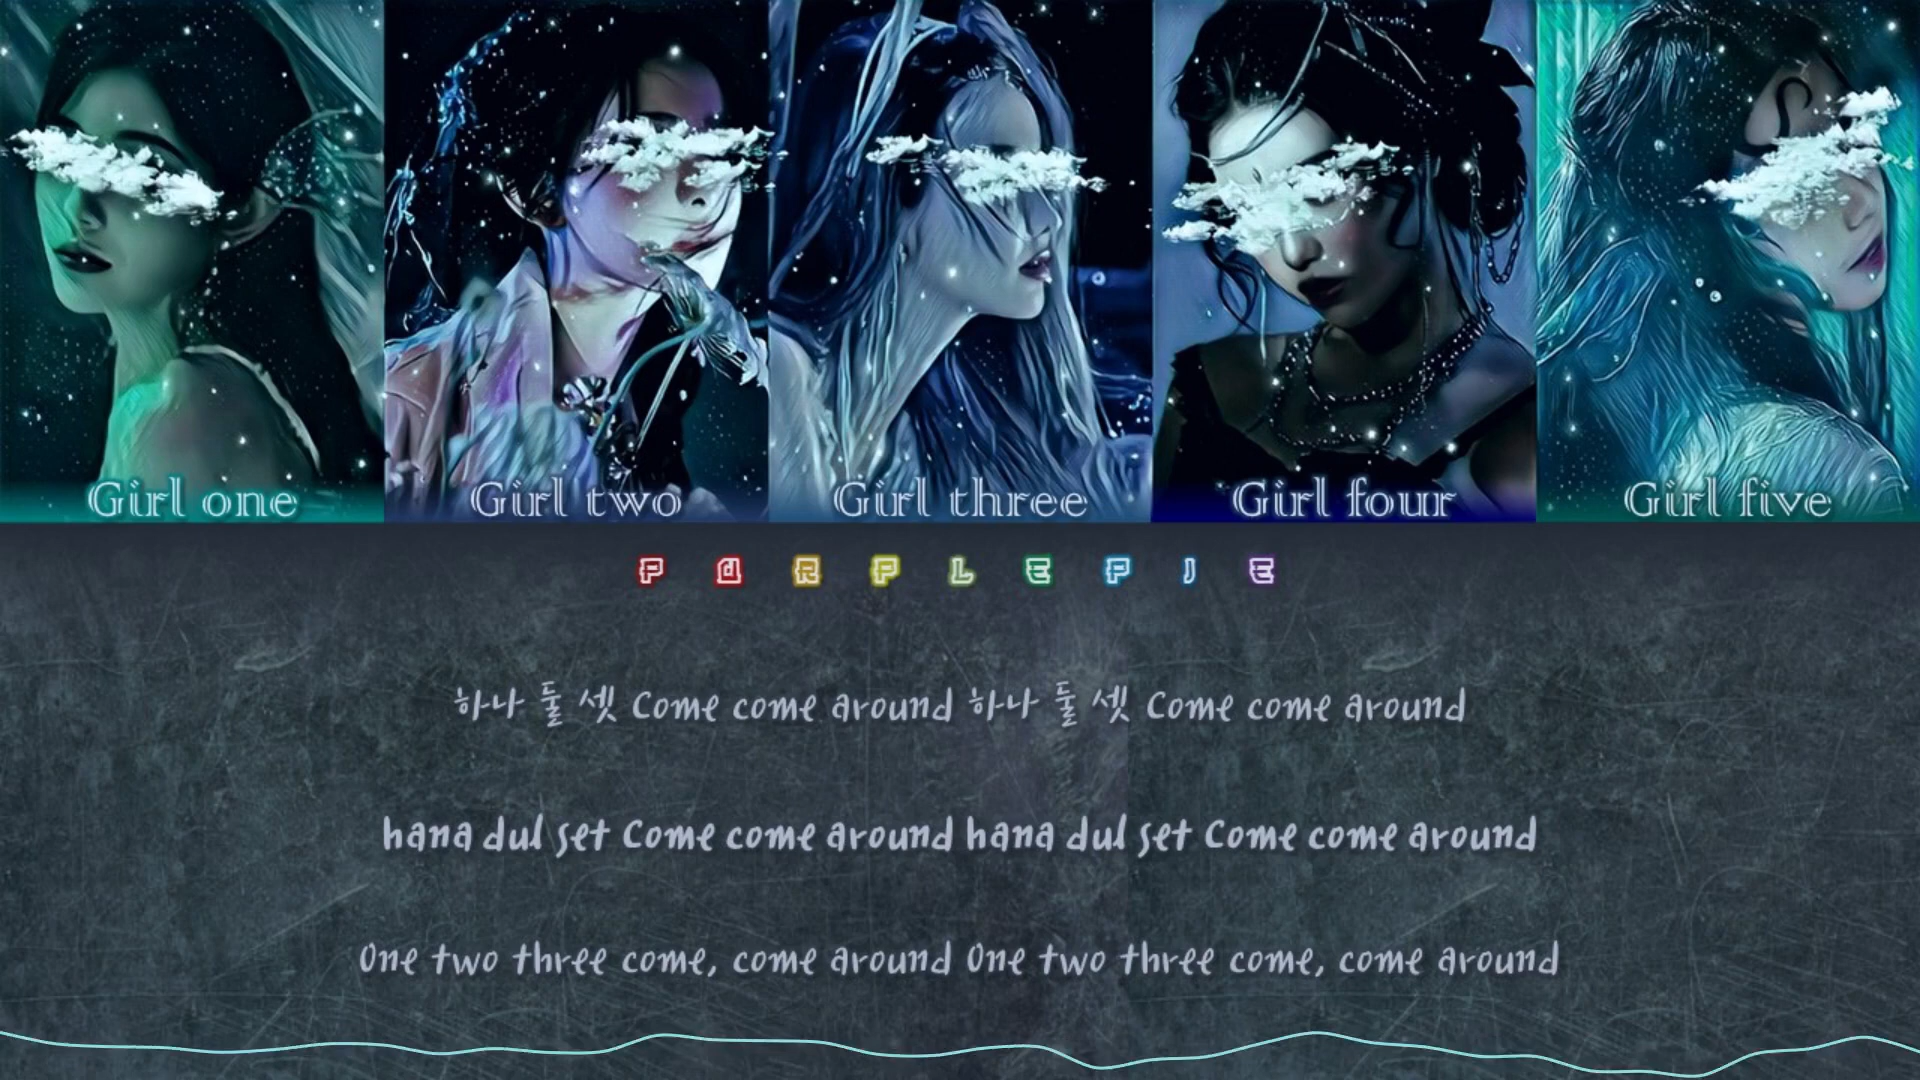 Girl one
Girl two
Girl three
Girl four
Girl five
P U R P L E P I E
하나 둘 셋 Come come around 하나 둘 셋 Come come around
hana dul set Come come around hana dul set Come come around
One two three come, come around One two three come, come around